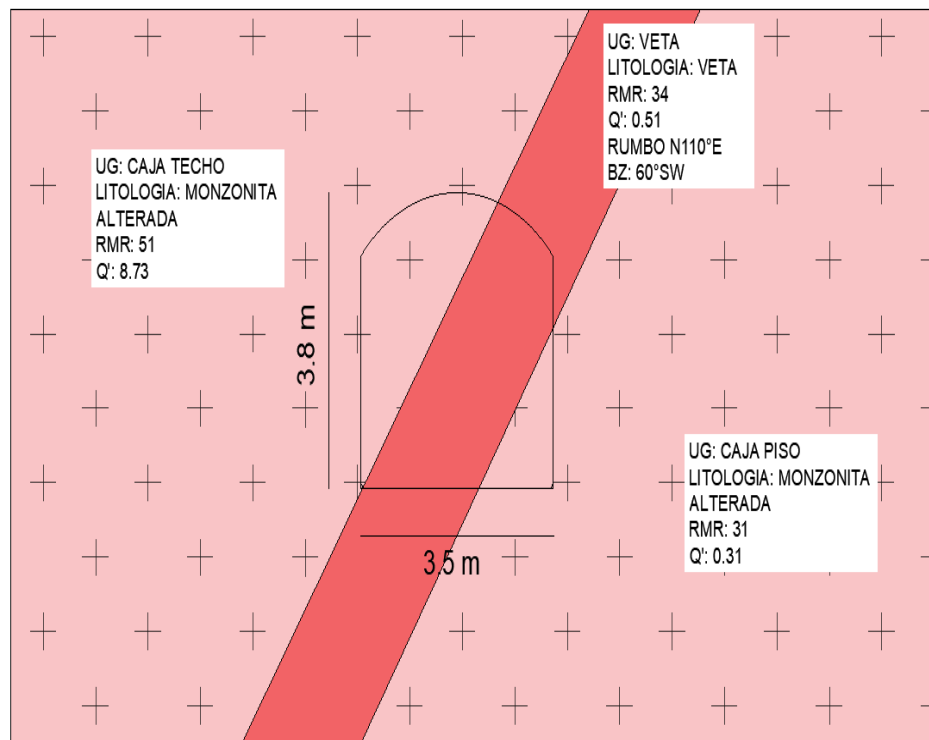 UG: VETA
LITOLOGIA: VETA
RMR: 34
Q': 0.51
RUMBO N110°E
BZ: 60°SW
UG: CAJA TECHO
LITOLOGIA: MONZONITA
ALTERADA
RMR: 51
Q': 8.73
3.8 m
3.5 m
UG: CAJA PISO
LITOLOGIA: MONZONITA
ALTERADA
RMR: 31
Q': 0.31